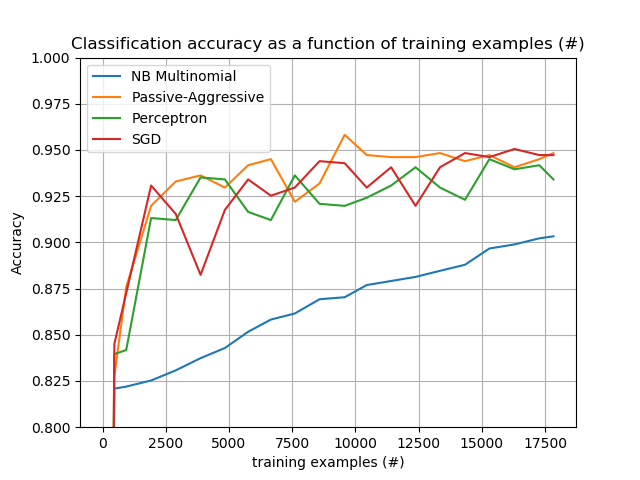 Classification accuracy as a function of training examples (#)
NB Multinomial
Passive-Aggressive
Perceptron
SGD
Accuracy
1.000
0.975
0.950
0.925
0.900
0.875
0.850
0.825
0.800
0 2500 5000 7500 10000 12500 15000 17500
training examples (#)